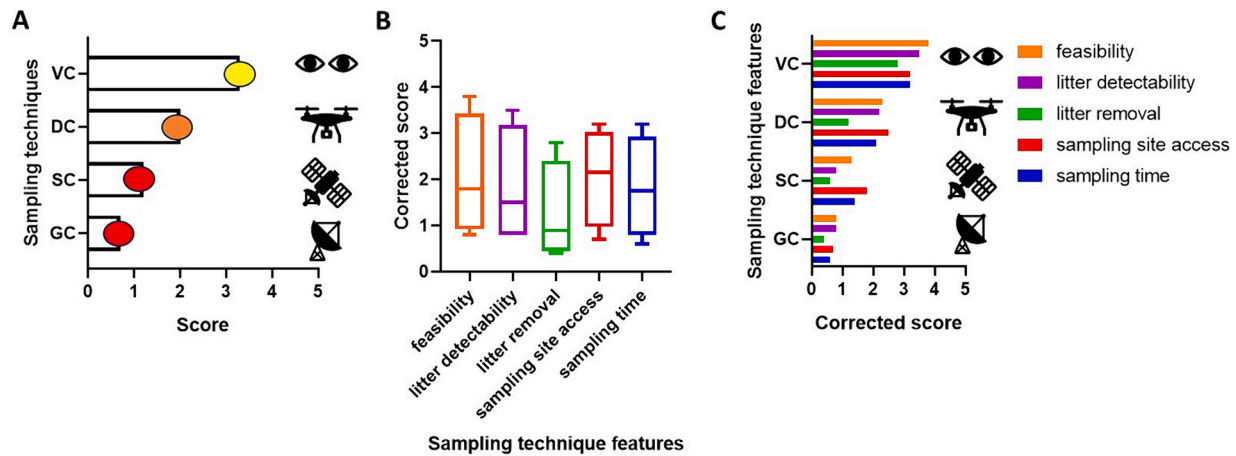 A
Sampling techniques
VC
DC
SC
GC
0 1 2 3 4 5
Score
B
Corrected score
5
4
3
2
1
0
feasibility
litter detectability
litter removal
sampling site access
sampling time
Sampling technique features
C
Sampling technique features
VC
DC
SC
GC
0 1 2 3 4 5
Corrected score
feasibility
litter detectability
litter removal
sampling site access
sampling time